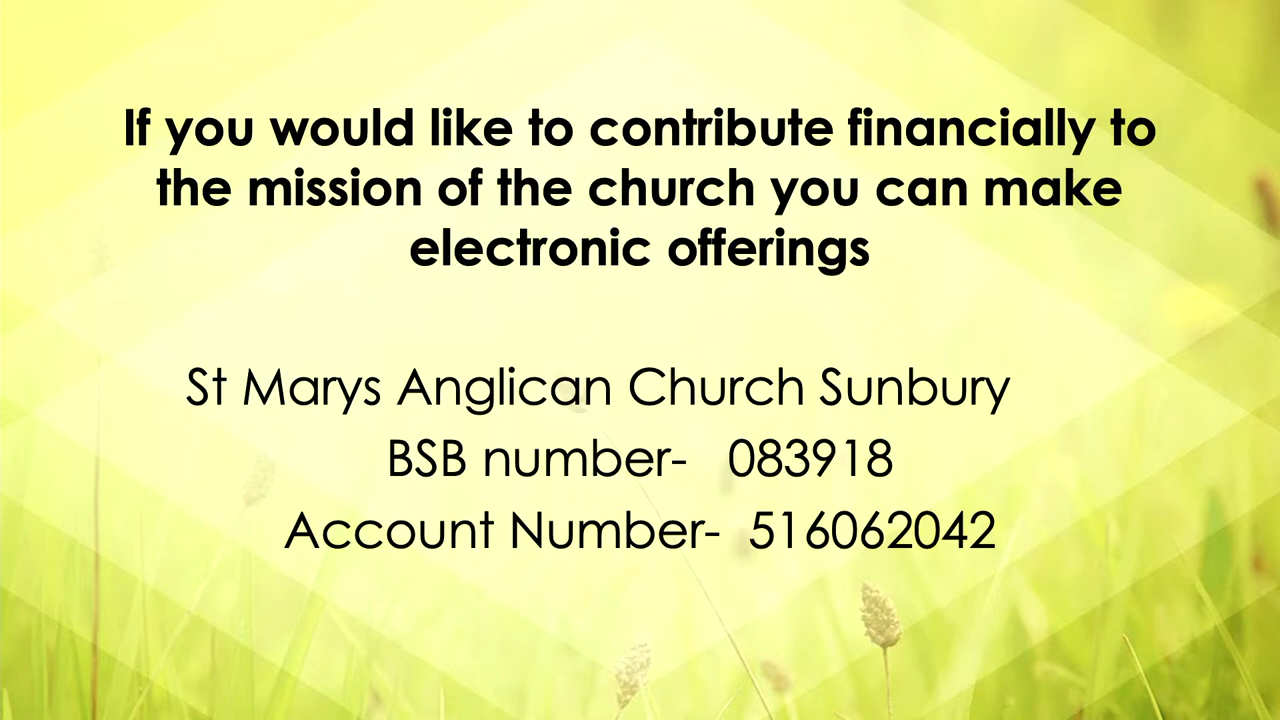 If you would like to contribute financially to
the mission of the church you can make
electronic offerings
St Marys Anglican Church Sunbury
BSB number- 083918
Account Number- 516062042